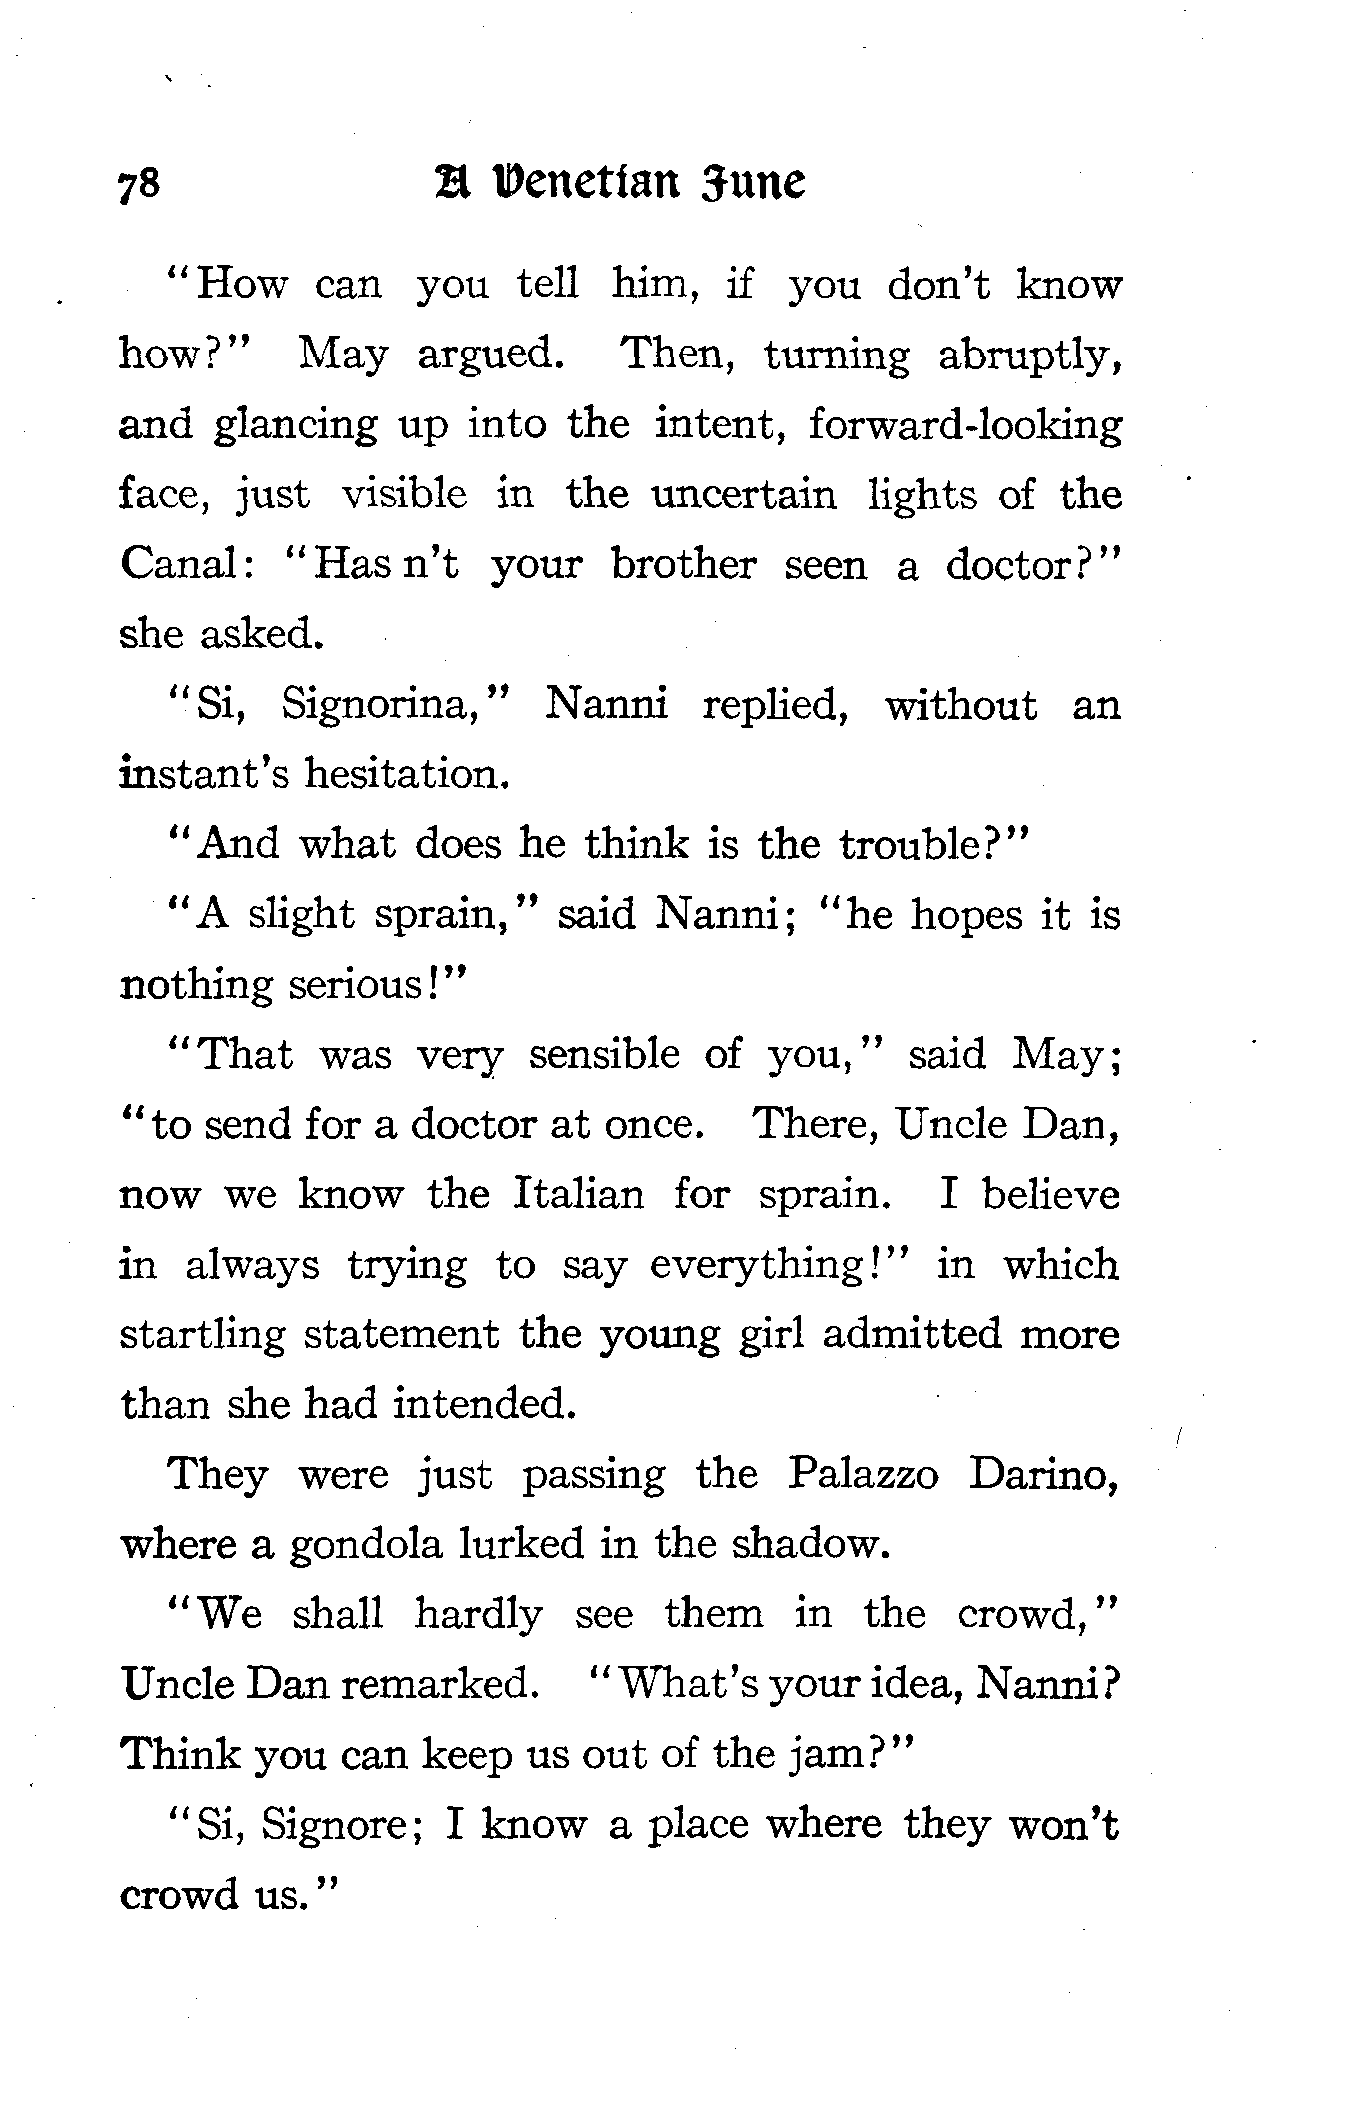 78 A Venetian June
"How can you tell him, if you don't know
how?" May argued. Then, turning abruptly,
and glancing up into the intent, forward-looking
face, just visible in the uncertain lights of the
Canal: "Has n't your brother seen a doctor?"
she asked.
"Si, Signorina," Nanni replied, without an
instant's hesitation.
"And what does he think is the trouble?"
"A slight sprain," said Nanni; "he hopes it is
nothing serious!"
"That was very sensible of you," said May;
"to send for a doctor at once. There, Uncle Dan,
now we know the Italian for sprain. I believe
in always trying to say everything!" in which
startling statement the young girl admitted more
than she had intended.
They were just passing the Palazzo Darino,
where a gondola lurked in the shadow.
"We shall hardly see them in the crowd,"
Uncle Dan remarked. "What's your idea, Nanni?
Think you can keep us out of the jam?"
"Si, Signore; I know a place where they won't
crowd us."